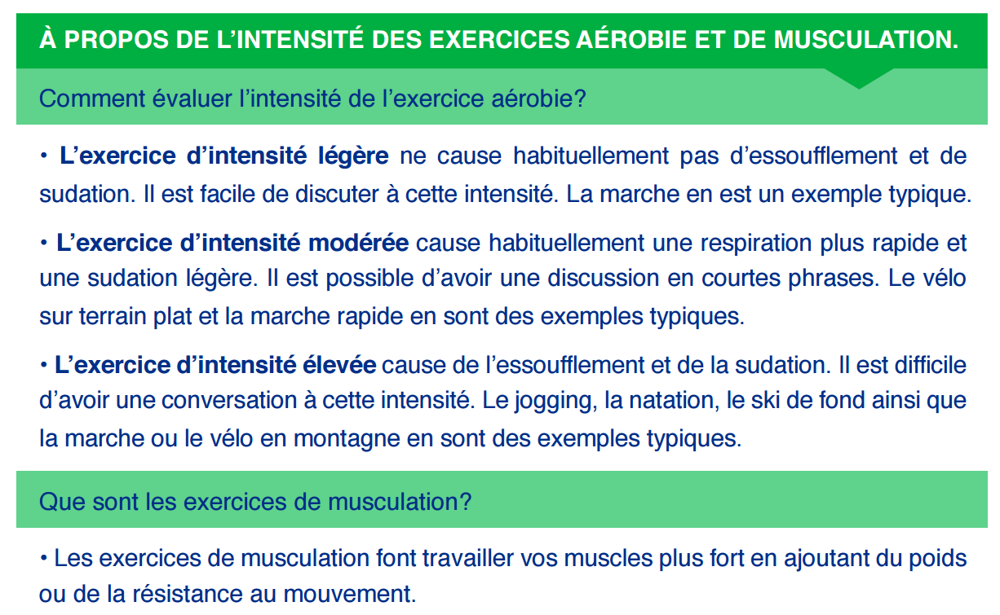 À PROPOS DE L’INTENSITÉ DES EXERCICES AÉROBIE ET DE MUSCULATION.
Comment évaluer l’intensité de l’exercice aérobie?
• L’exercice d’intensité légère ne cause habituellement pas d’essoufflement et de
sudation. Il est facile de discuter à cette intensité. La marche en est un exemple typique.
• L’exercice d’intensité modérée cause habituellement une respiration plus rapide et
une sudation légère. Il est possible d’avoir une discussion en courtes phrases. Le vélo
sur terrain plat et la marche rapide en sont des exemples typiques.
• L’exercice d’intensité élevée cause de l’essoufflement et de la sudation. Il est difficile
d’avoir une conversation à cette intensité. Le jogging, la natation, le ski de fond ainsi que
la marche ou le vélo en montagne en sont des exemples typiques.
Que sont les exercices de musculation?
• Les exercices de musculation font travailler vos muscles plus fort en ajoutant du poids
ou de la résistance au mouvement.